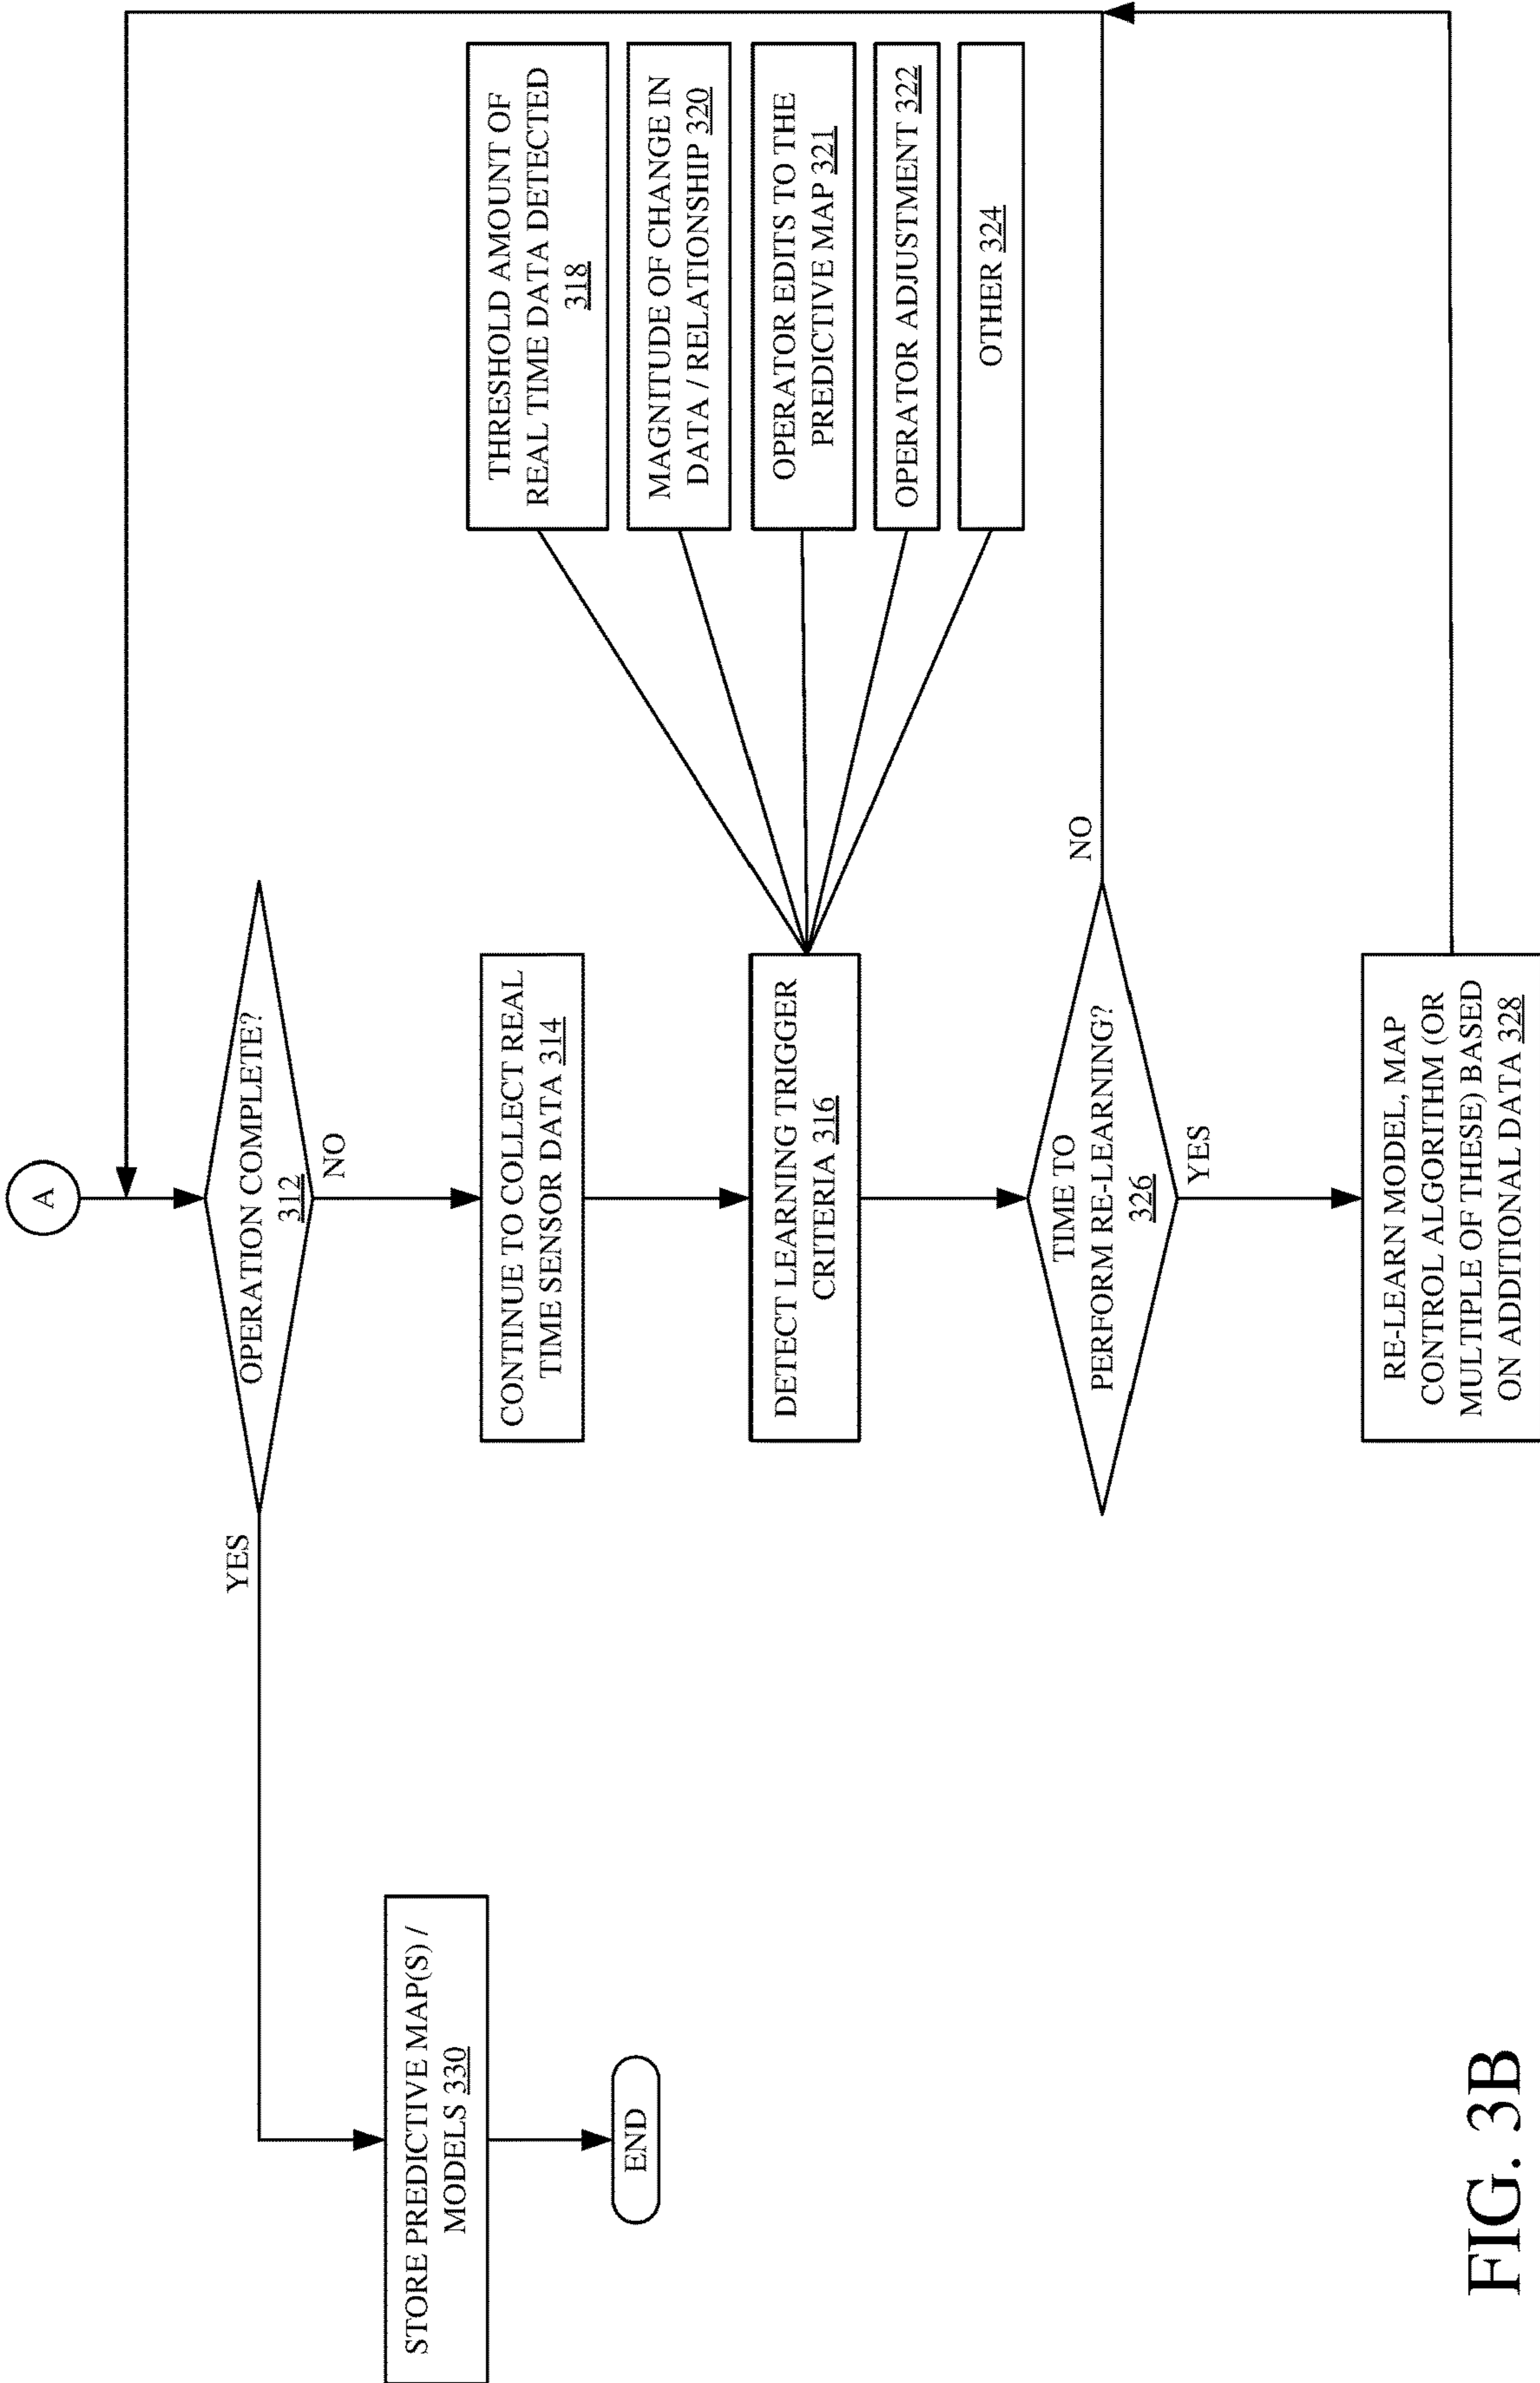 A
OPERATION COMPLETE?
312
YES
NO
STORE PREDICTIVE MAP(S) /
MODELS 330
END
CONTINUE TO COLLECT REAL
TIME SENSOR DATA 314
DETECT LEARNING TRIGGER
CRITERIA 316
THRESHOLD AMOUNT OF
REAL TIME DATA DETECTED
318
MAGNITUDE OF CHANGE IN
DATA / RELATIONSHIP 320
OPERATOR EDITS TO THE
PREDICTIVE MAP 321
OPERATOR ADJUSTMENT 322
OTHER 324
TIME TO
PERFORM RE-LEARNING?
326
NO
YES
RE-LEARN MODEL, MAP
CONTROL ALGORITHM (OR
MULTIPLE OF THESE) BASED
ON ADDITIONAL DATA 328
FIG. 3B